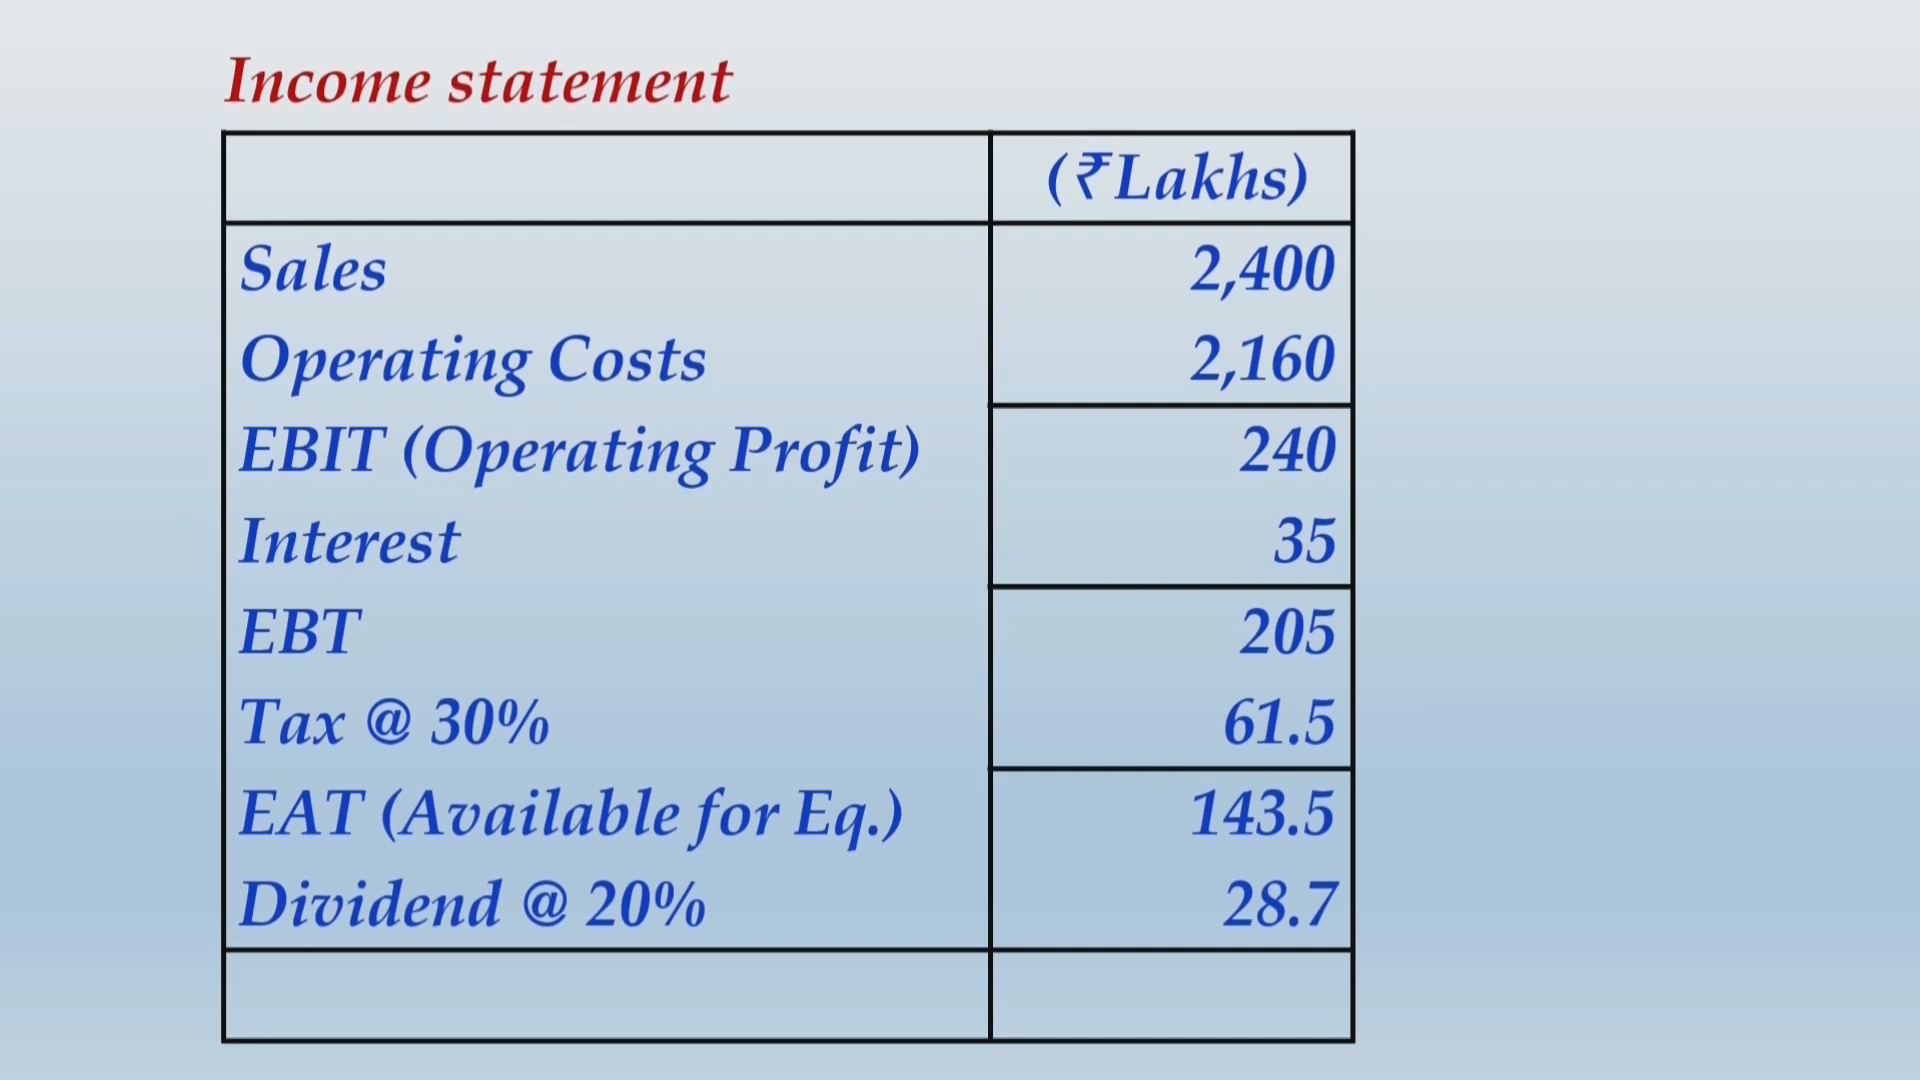 Income statement
(₹ Lakhs)
Sales 2,400
Operating Costs 2,160
EBIT (Operating Profit) 240
Interest 35
EBT 205
Tax @ 30% 61.5
EAT (Available for Eq.) 143.5
Dividend @ 20% 28.7